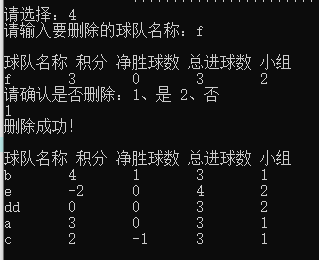 请选择：4
请输入要删除的球队名称：f
球队名称 积分 净胜球数 总进球数 小组
f 3 0 3 2
请确认是否删除：1、是 2、否
1
删除成功！
球队名称 积分 净胜球数 总进球数 小组
b 4 1 3 1
e -2 0 4 2
dd 0 0 3 2
a 3 0 3 1
c 2 -1 3 1